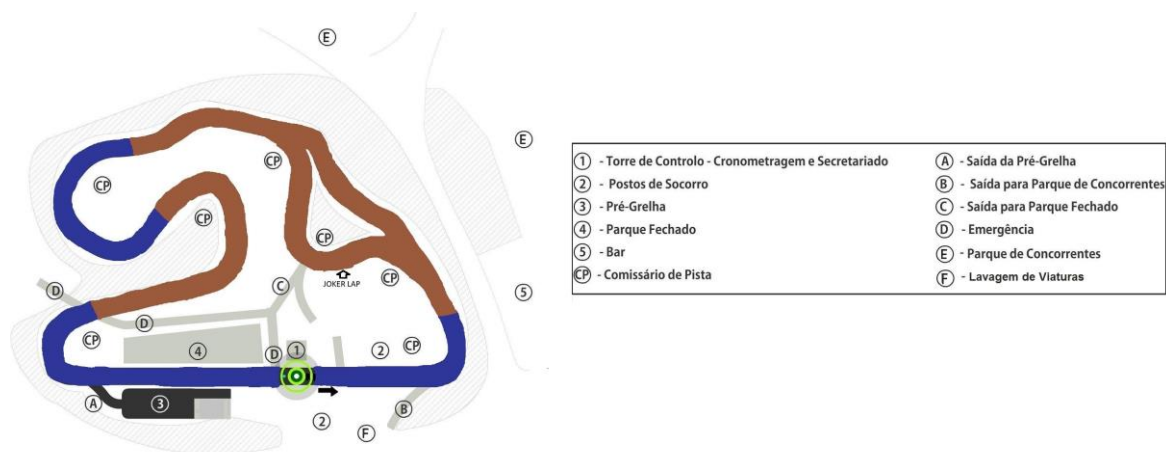 E
E
CP
CP
CP
CP
JOKER LAP
CP
C
D
D
5
CP
4
D
1
2
CP
A
3
B
2
F
1 - Torre de Controlo - Cronometragem e Secretariado
2 - Postos de Socorro
3 - Pré-Grelha
4 - Parque Fechado
5 - Bar
CP - Comissário de Pista
A - Saída da Pré-Grelha
B - Saída para Parque de Concorrentes
C - Saída para Parque Fechado
D - Emergência
E - Parque de Concorrentes
F - Lavagem de Viaturas